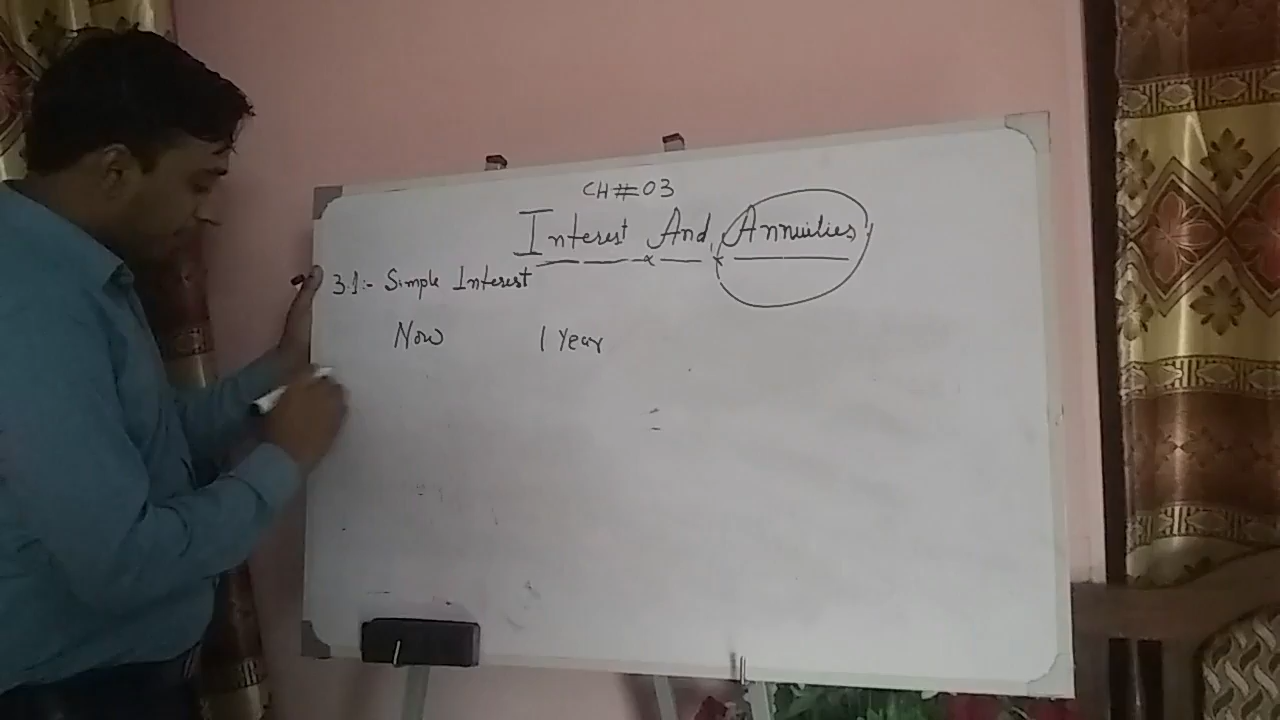 CH#03
Interest And Annuities
3.1:- Simple Interest
Now 1 Year